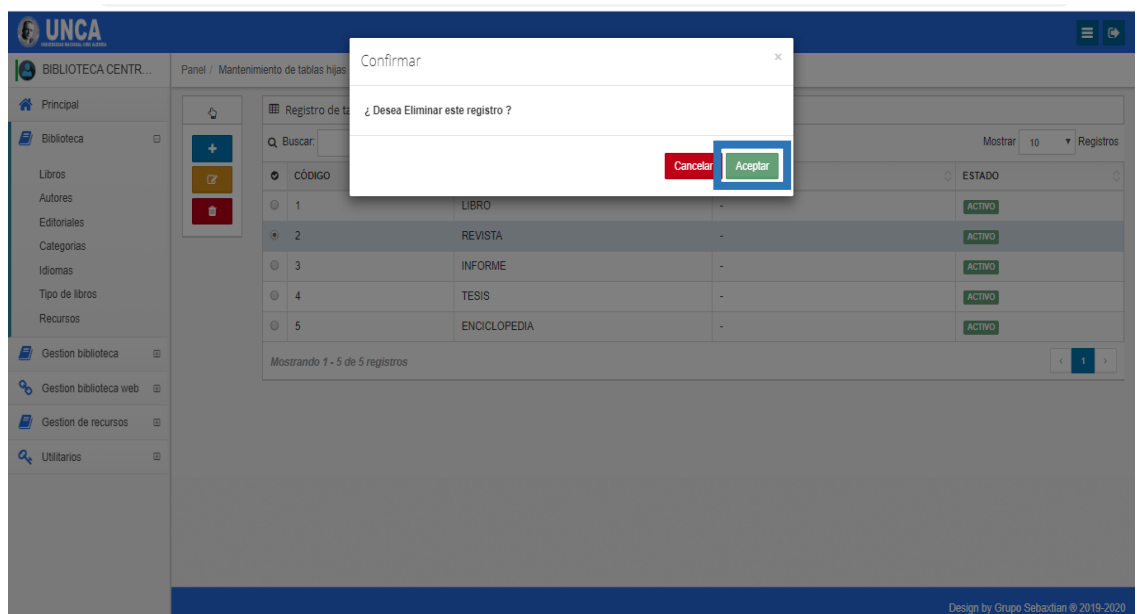 UNCA
BIBLIOTECA CENTR...
Panel / Mantenimiento de tablas hijas
Confirmar
×
¿ Desea Eliminar este registro ?
Cancelar
Aceptar
Principal
Biblioteca
Libros
Autores
Editoriales
Categorias
Idiomas
Tipo de libros
Recursos
Gestion biblioteca
Gestion biblioteca web
Gestion de recursos
Utilitarios
Registro de ta
Buscar:
Mostrar 10 Registros
CÓDIGO ESTADO
1 LIBRO - ACTIVO
2 REVISTA - ACTIVO
3 INFORME - ACTIVO
4 TESIS - ACTIVO
5 ENCICLOPEDIA - ACTIVO
Mostrando 1 - 5 de 5 registros
< 1 >
Design by Grupo Sebaxtian ® 2019-2020